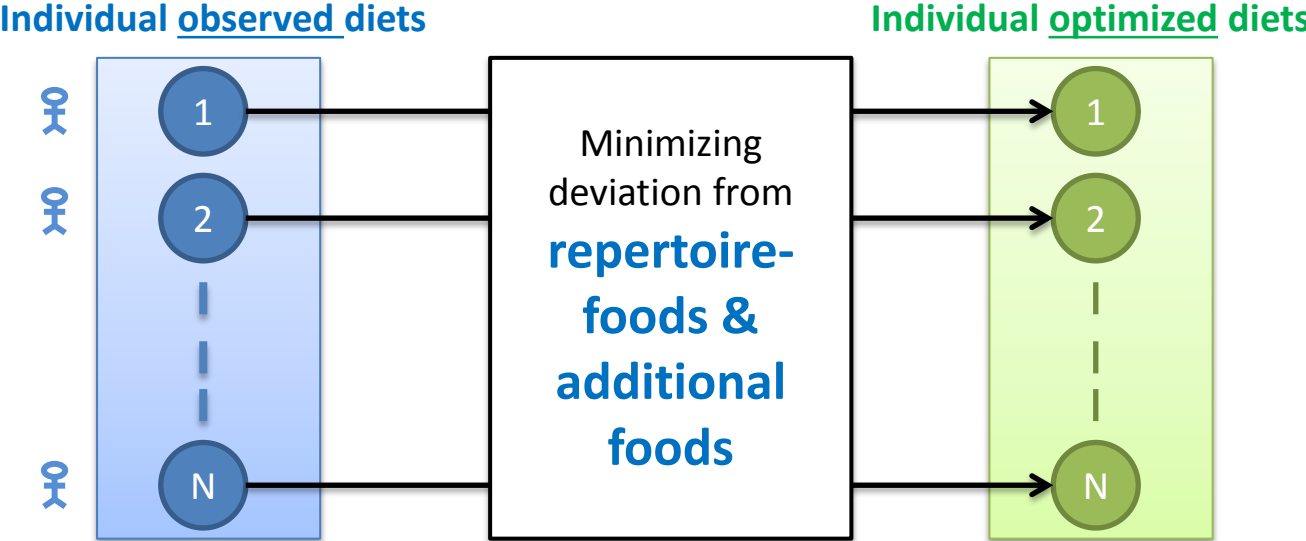 Individual observed diets
Individual optimized diets
1
2
N
Minimizing
deviation from
repertoire-
foods &
additional
foods
1
2
N